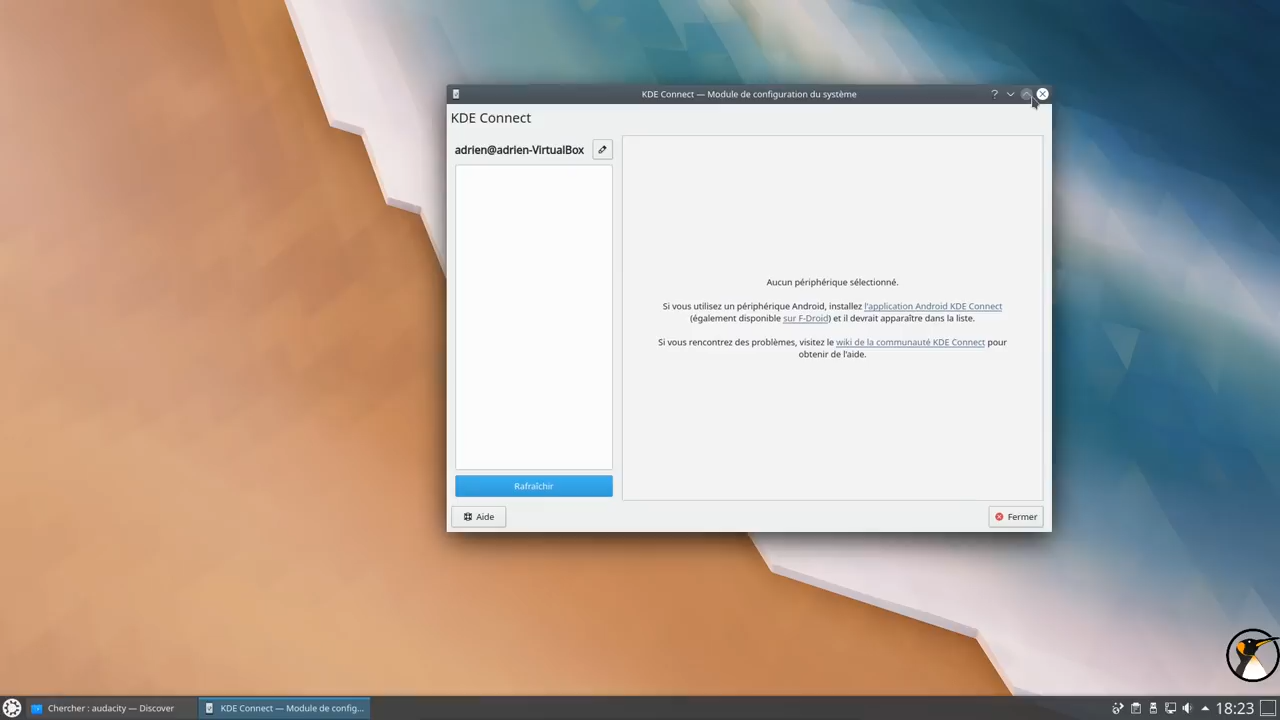 KDE Connect — Module de configuration du système
?
KDE Connect
adrien@adrien-VirtualBox
Aucun périphérique sélectionné.
Si vous utilisez un périphérique Android, installez l'application Android KDE Connect
(également disponible sur F-Droid) et il devrait apparaître dans la liste.
Si vous rencontrez des problèmes, visitez le wiki de la communauté KDE Connect pour
obtenir de l'aide.
Rafraîchir
Aide
Fermer
Chercher : audacity — Discover
KDE Connect — Module de config...
18:23